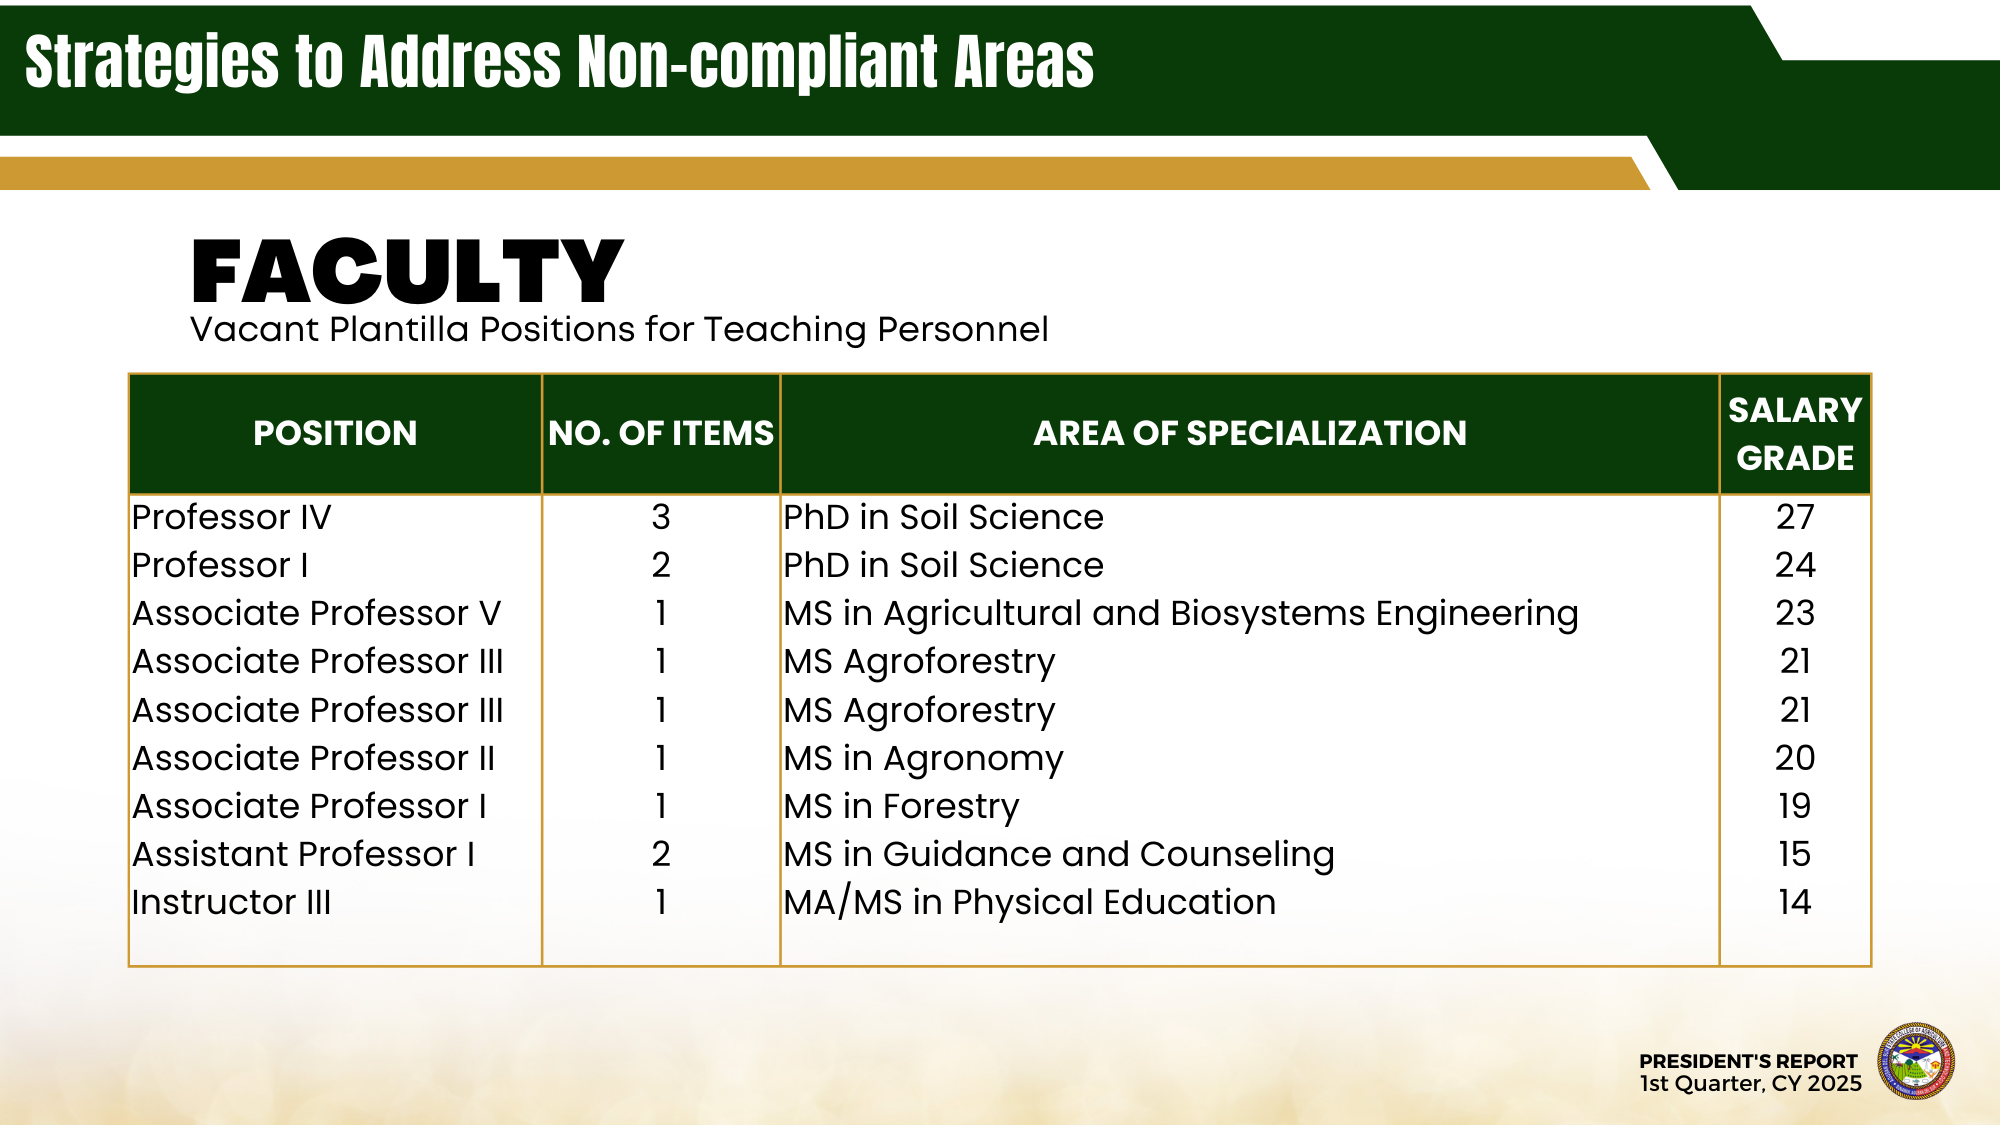 Strategies to Address Non-compliant Areas
FACULTY
Vacant Plantilla Positions for Teaching Personnel
POSITION NO. OF ITEMS AREA OF SPECIALIZATION SALARY GRADE
Professor IV 3 PhD in Soil Science 27
Professor I 2 PhD in Soil Science 24
Associate Professor V 1 MS in Agricultural and Biosystems Engineering 23
Associate Professor III 1 MS Agroforestry 21
Associate Professor III 1 MS Agroforestry 21
Associate Professor II 1 MS in Agronomy 20
Associate Professor I 1 MS in Forestry 19
Assistant Professor I 2 MS in Guidance and Counseling 15
Instructor III 1 MA/MS in Physical Education 14
PRESIDENT'S REPORT
1st Quarter, CY 2025